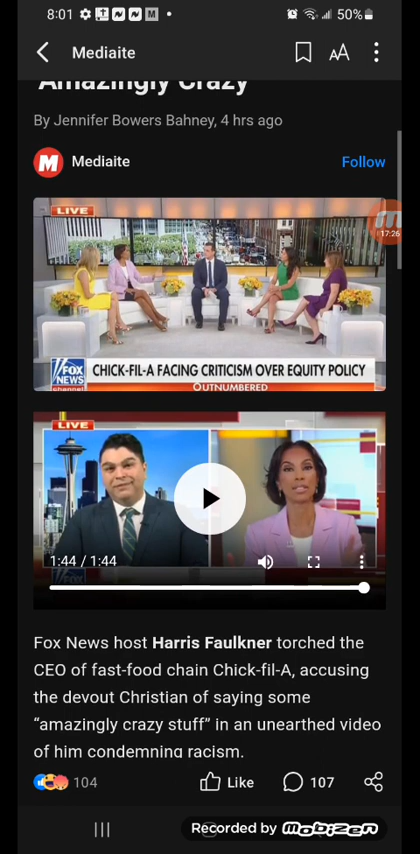 8:01
50%
Mediaite
AA
Amazingly Crazy
By Jennifer Bowers Bahney, 4 hrs ago
M
Mediaite
Follow
LIVE
17:26
FOX
NEWS
channel
CHICK-FIL-A FACING CRITICISM OVER EQUITY POLICY
OUTNUMBERED
LIVE
1:44 / 1:44
Fox News host Harris Faulkner torched the
CEO of fast-food chain Chick-fil-A, accusing
the devout Christian of saying some
“amazingly crazy stuff” in an unearthed video
of him condemning racism.
104
Like
107
Recorded by mobizen